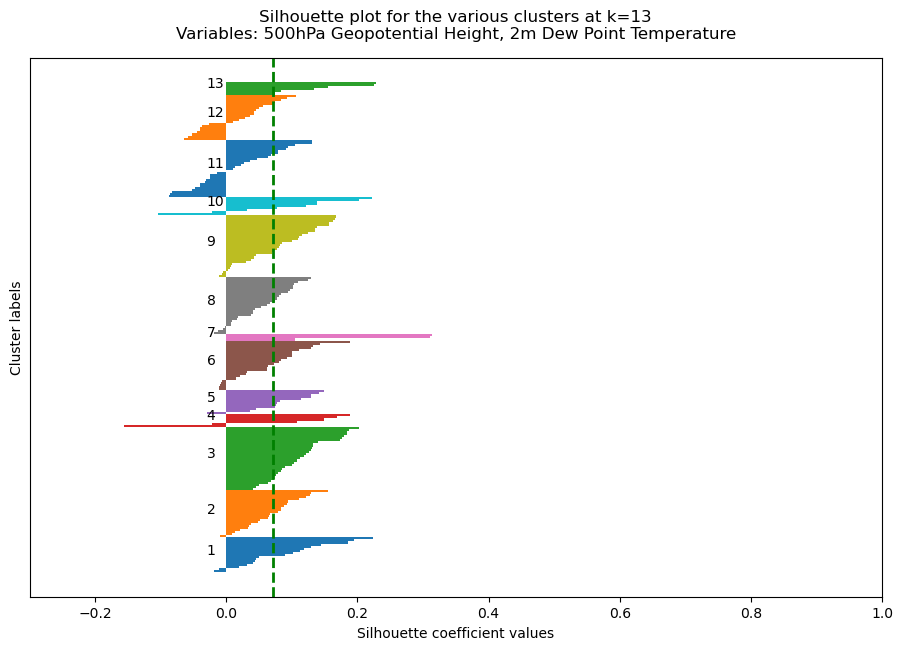 Silhouette plot for the various clusters at k=13
Variables: 500hPa Geopotential Height, 2m Dew Point Temperature
Cluster labels
13
12
11
10
9
8
7
6
5
4
3
2
1
−0.2 0.0 0.2 0.4 0.6 0.8 1.0
Silhouette coefficient values